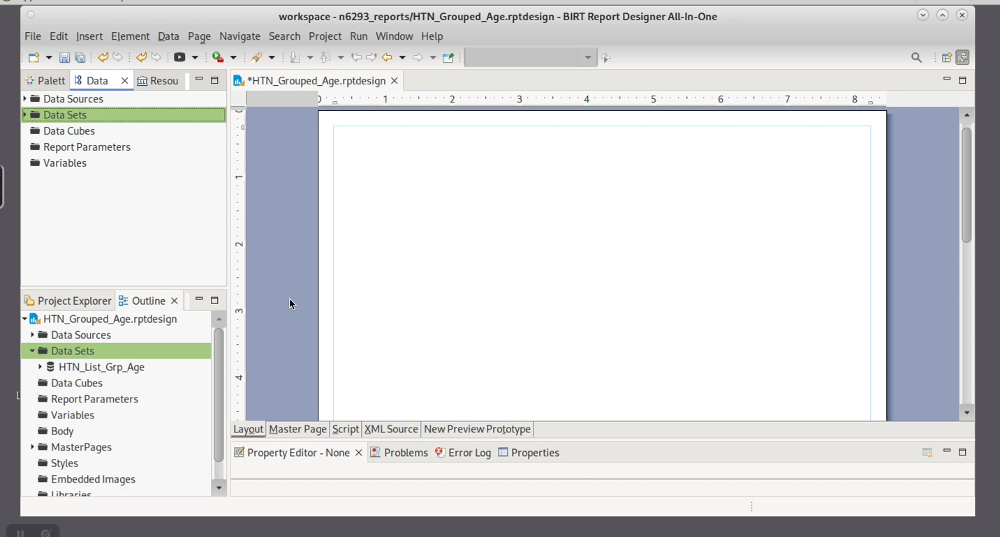 workspace - n6293_reports/HTN_Grouped_Age.rptdesign - BIRT Report Designer All-In-One
File Edit Insert Element Data Page Navigate Search Project Run Window Help
Palett Data Resou
*HTN_Grouped_Age.rptdesign
0 1 2 3 4 5 6 7 8
Data Sources
Data Sets
Data Cubes
Report Parameters
Variables
1
2
3
4
Project Explorer Outline
HTN_Grouped_Age.rptdesign
Data Sources
Data Sets
HTN_List_Grp_Age
Data Cubes
Report Parameters
Variables
Body
MasterPages
Styles
Embedded Images
Libraries
Layout Master Page Script XML Source New Preview Prototype
Property Editor - None Problems Error Log Properties